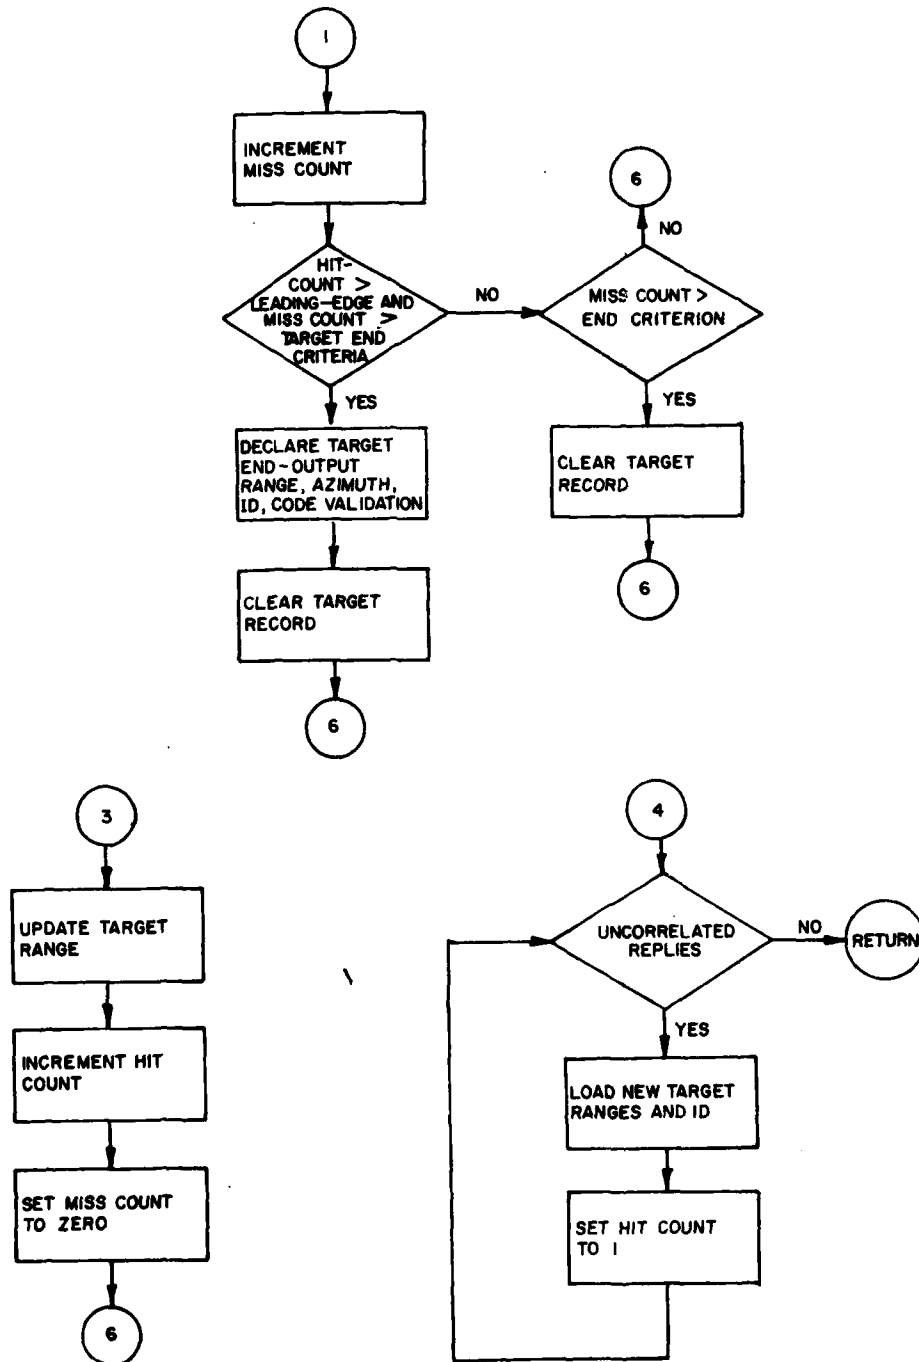 1
INCREMENT
MISS COUNT
HIT-
COUNT >
LEADING-EDGE AND
MISS COUNT >
TARGET END
CRITERIA
NO
YES
DECLARE TARGET
END-OUTPUT
RANGE, AZIMUTH,
ID, CODE VALIDATION
CLEAR TARGET
RECORD
6
6
NO
MISS COUNT >
END CRITERION
YES
CLEAR TARGET
RECORD
6
3
UPDATE TARGET
RANGE
INCREMENT HIT
COUNT
SET MISS COUNT
TO ZERO
6
4
UNCORRELATED
REPLIES
NO
RETURN
YES
LOAD NEW TARGET
RANGES AND ID
SET HIT COUNT
TO 1